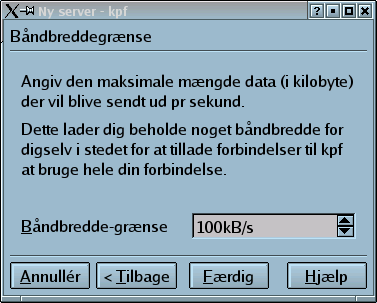 Ny server - kpf
Båndbreddegrænse
Angiv den maksimale mængde data (i kilobyte)
der vil blive sendt ud pr sekund.
Dette lader dig beholde noget båndbredde for
digselv i stedet for at tillade forbindelser til kpf
at bruge hele din forbindelse.
Båndbredde-grænse 100kB/s
Annullér < Tilbage Færdig Hjælp